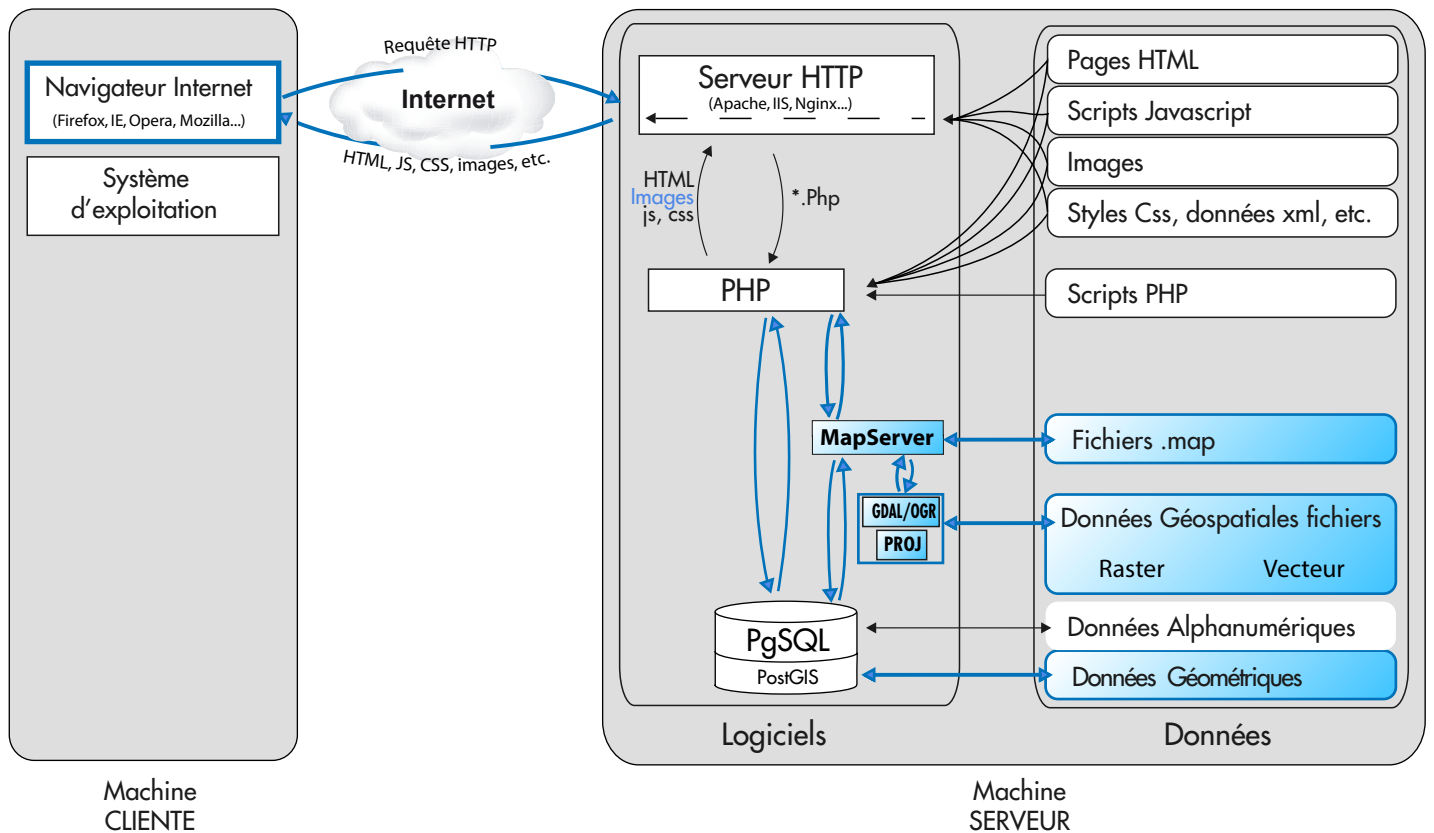 Navigateur Internet
(Firefox, IE, Opera, Mozilla...)
Système
d'exploitation
Machine
CLIENTE
Requête HTTP
Internet
HTML, JS, CSS, images, etc.
Serveur HTTP
(Apache, IIS, Nginx...)
HTML
Images
js, css
*.Php
PHP
MapServer
GDAL/OGR
PROJ
PgSQL
PostGIS
Logiciels
Pages HTML
Scripts Javascript
Images
Styles Css, données xml, etc.
Scripts PHP
Fichiers .map
Données Géospatiales fichiers
Raster Vecteur
Données Alphanumériques
Données Géométriques
Données
Machine
SERVEUR